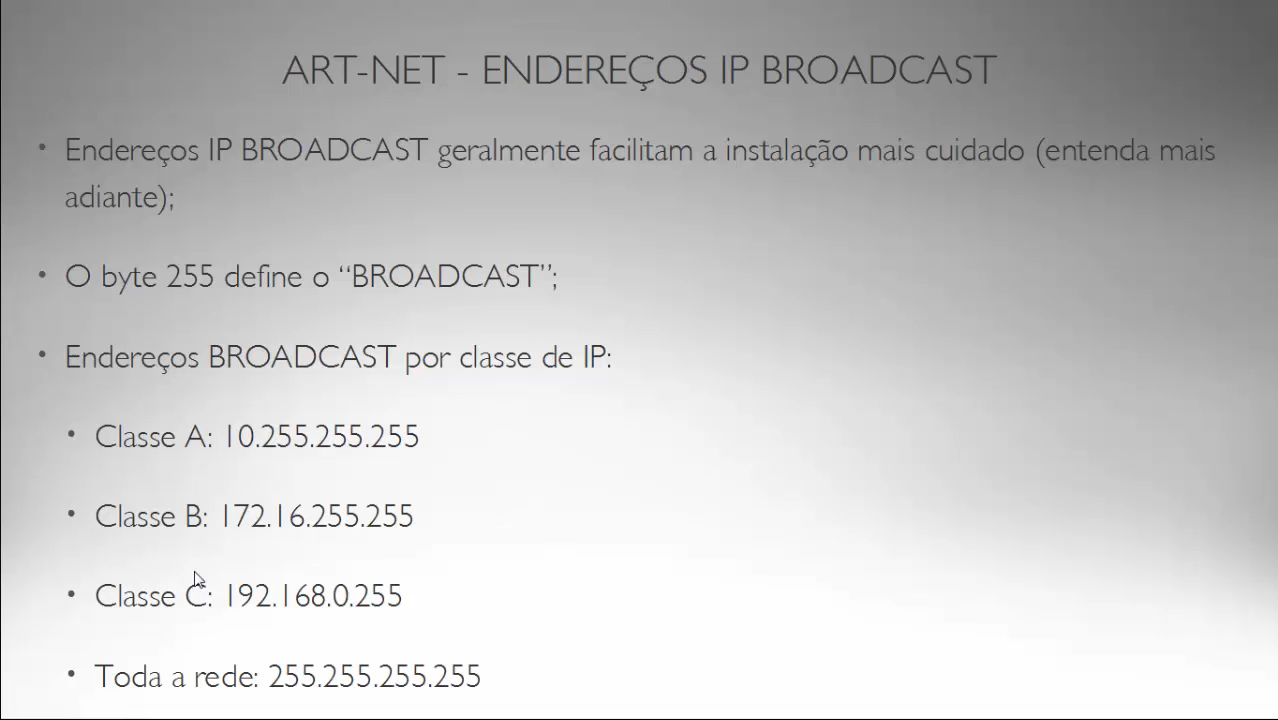 ART-NET - ENDEREÇOS IP BROADCAST
• Endereços IP BROADCAST geralmente facilitam a instalação mais cuidado (entenda mais
adiante);
• O byte 255 define o “BROADCAST”;
• Endereços BROADCAST por classe de IP:
• Classe A: 10.255.255.255
• Classe B: 172.16.255.255
• Classe C: 192.168.0.255
• Toda a rede: 255.255.255.255